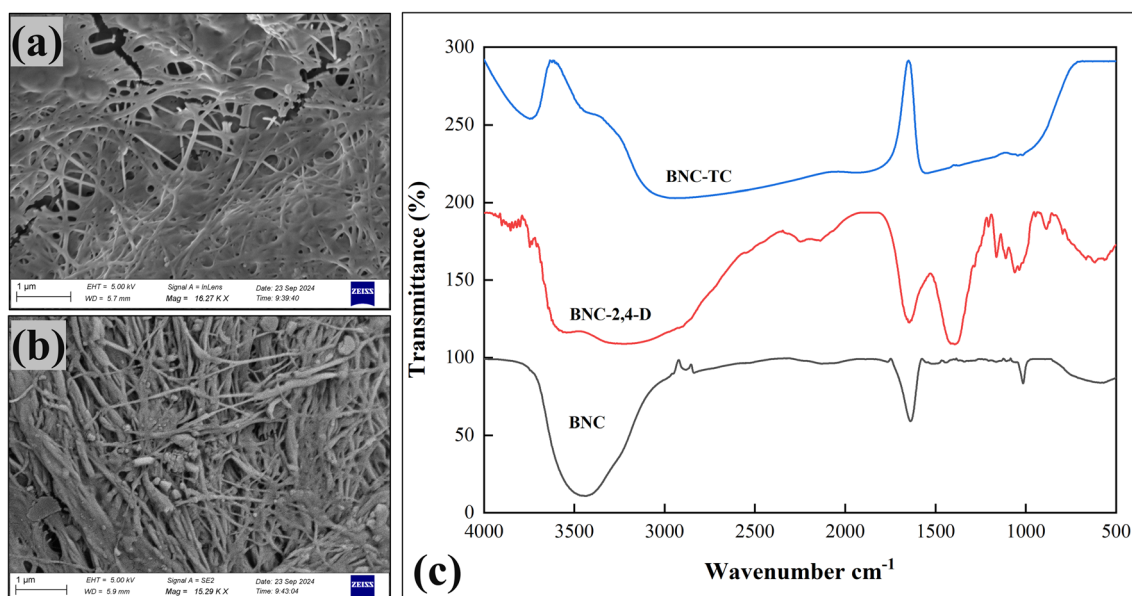 (a)
1 μm
EHT = 5.00 kV
WD = 5.7 mm
Signal A = InLens
Mag = 16.27 K X
Date: 23 Sep 2024
Time: 9:39:40
ZEISS
(b)
1 μm
EHT = 5.00 kV
WD = 5.9 mm
Signal A = SE2
Mag = 15.29 K X
Date: 23 Sep 2024
Time: 9:43:04
ZEISS
(c)
Transmittance (%)
300
250
200
150
100
50
0
BNC-TC
BNC-2,4-D
BNC
4000 3500 3000 2500 2000 1500 1000 500
Wavenumber cm⁻¹